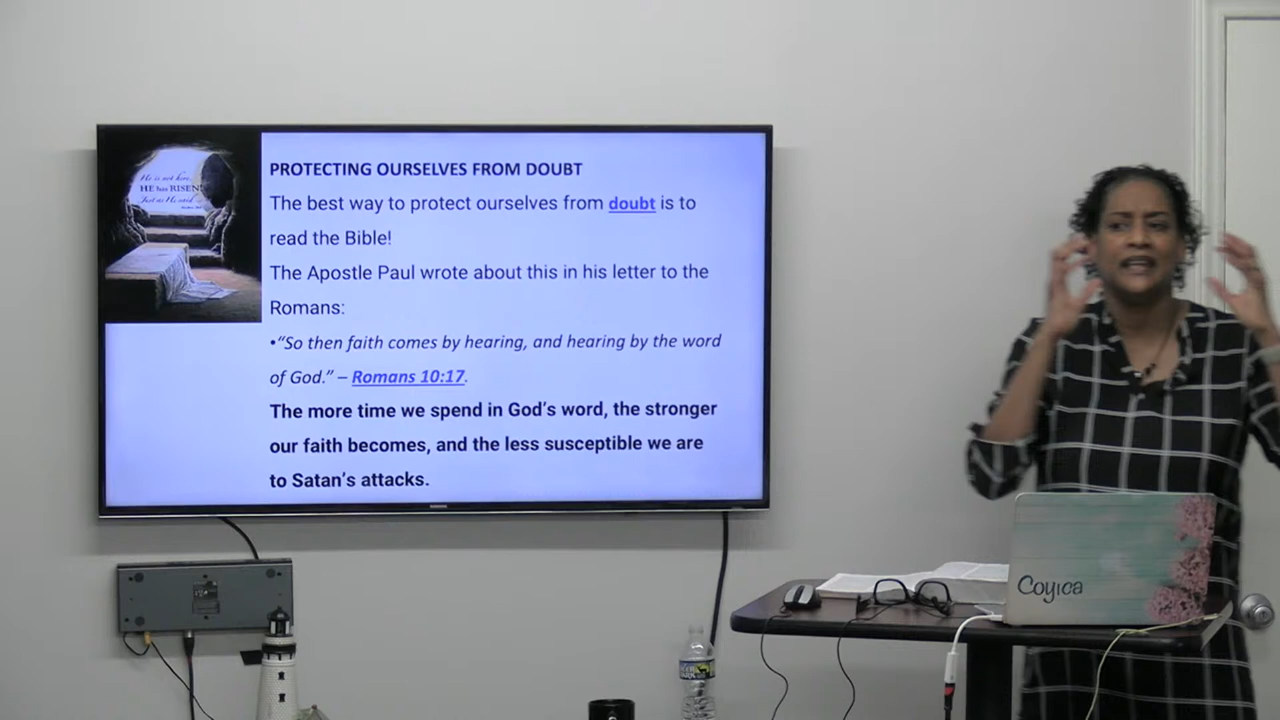 He is not here,
HE has RISEN!
Just as He said
PROTECTING OURSELVES FROM DOUBT
The best way to protect ourselves from doubt is to
read the Bible!
The Apostle Paul wrote about this in his letter to the
Romans:
•“So then faith comes by hearing, and hearing by the word
of God.” – Romans 10:17.
The more time we spend in God’s word, the stronger
our faith becomes, and the less susceptible we are
to Satan’s attacks.
SAMSUNG
Coyica